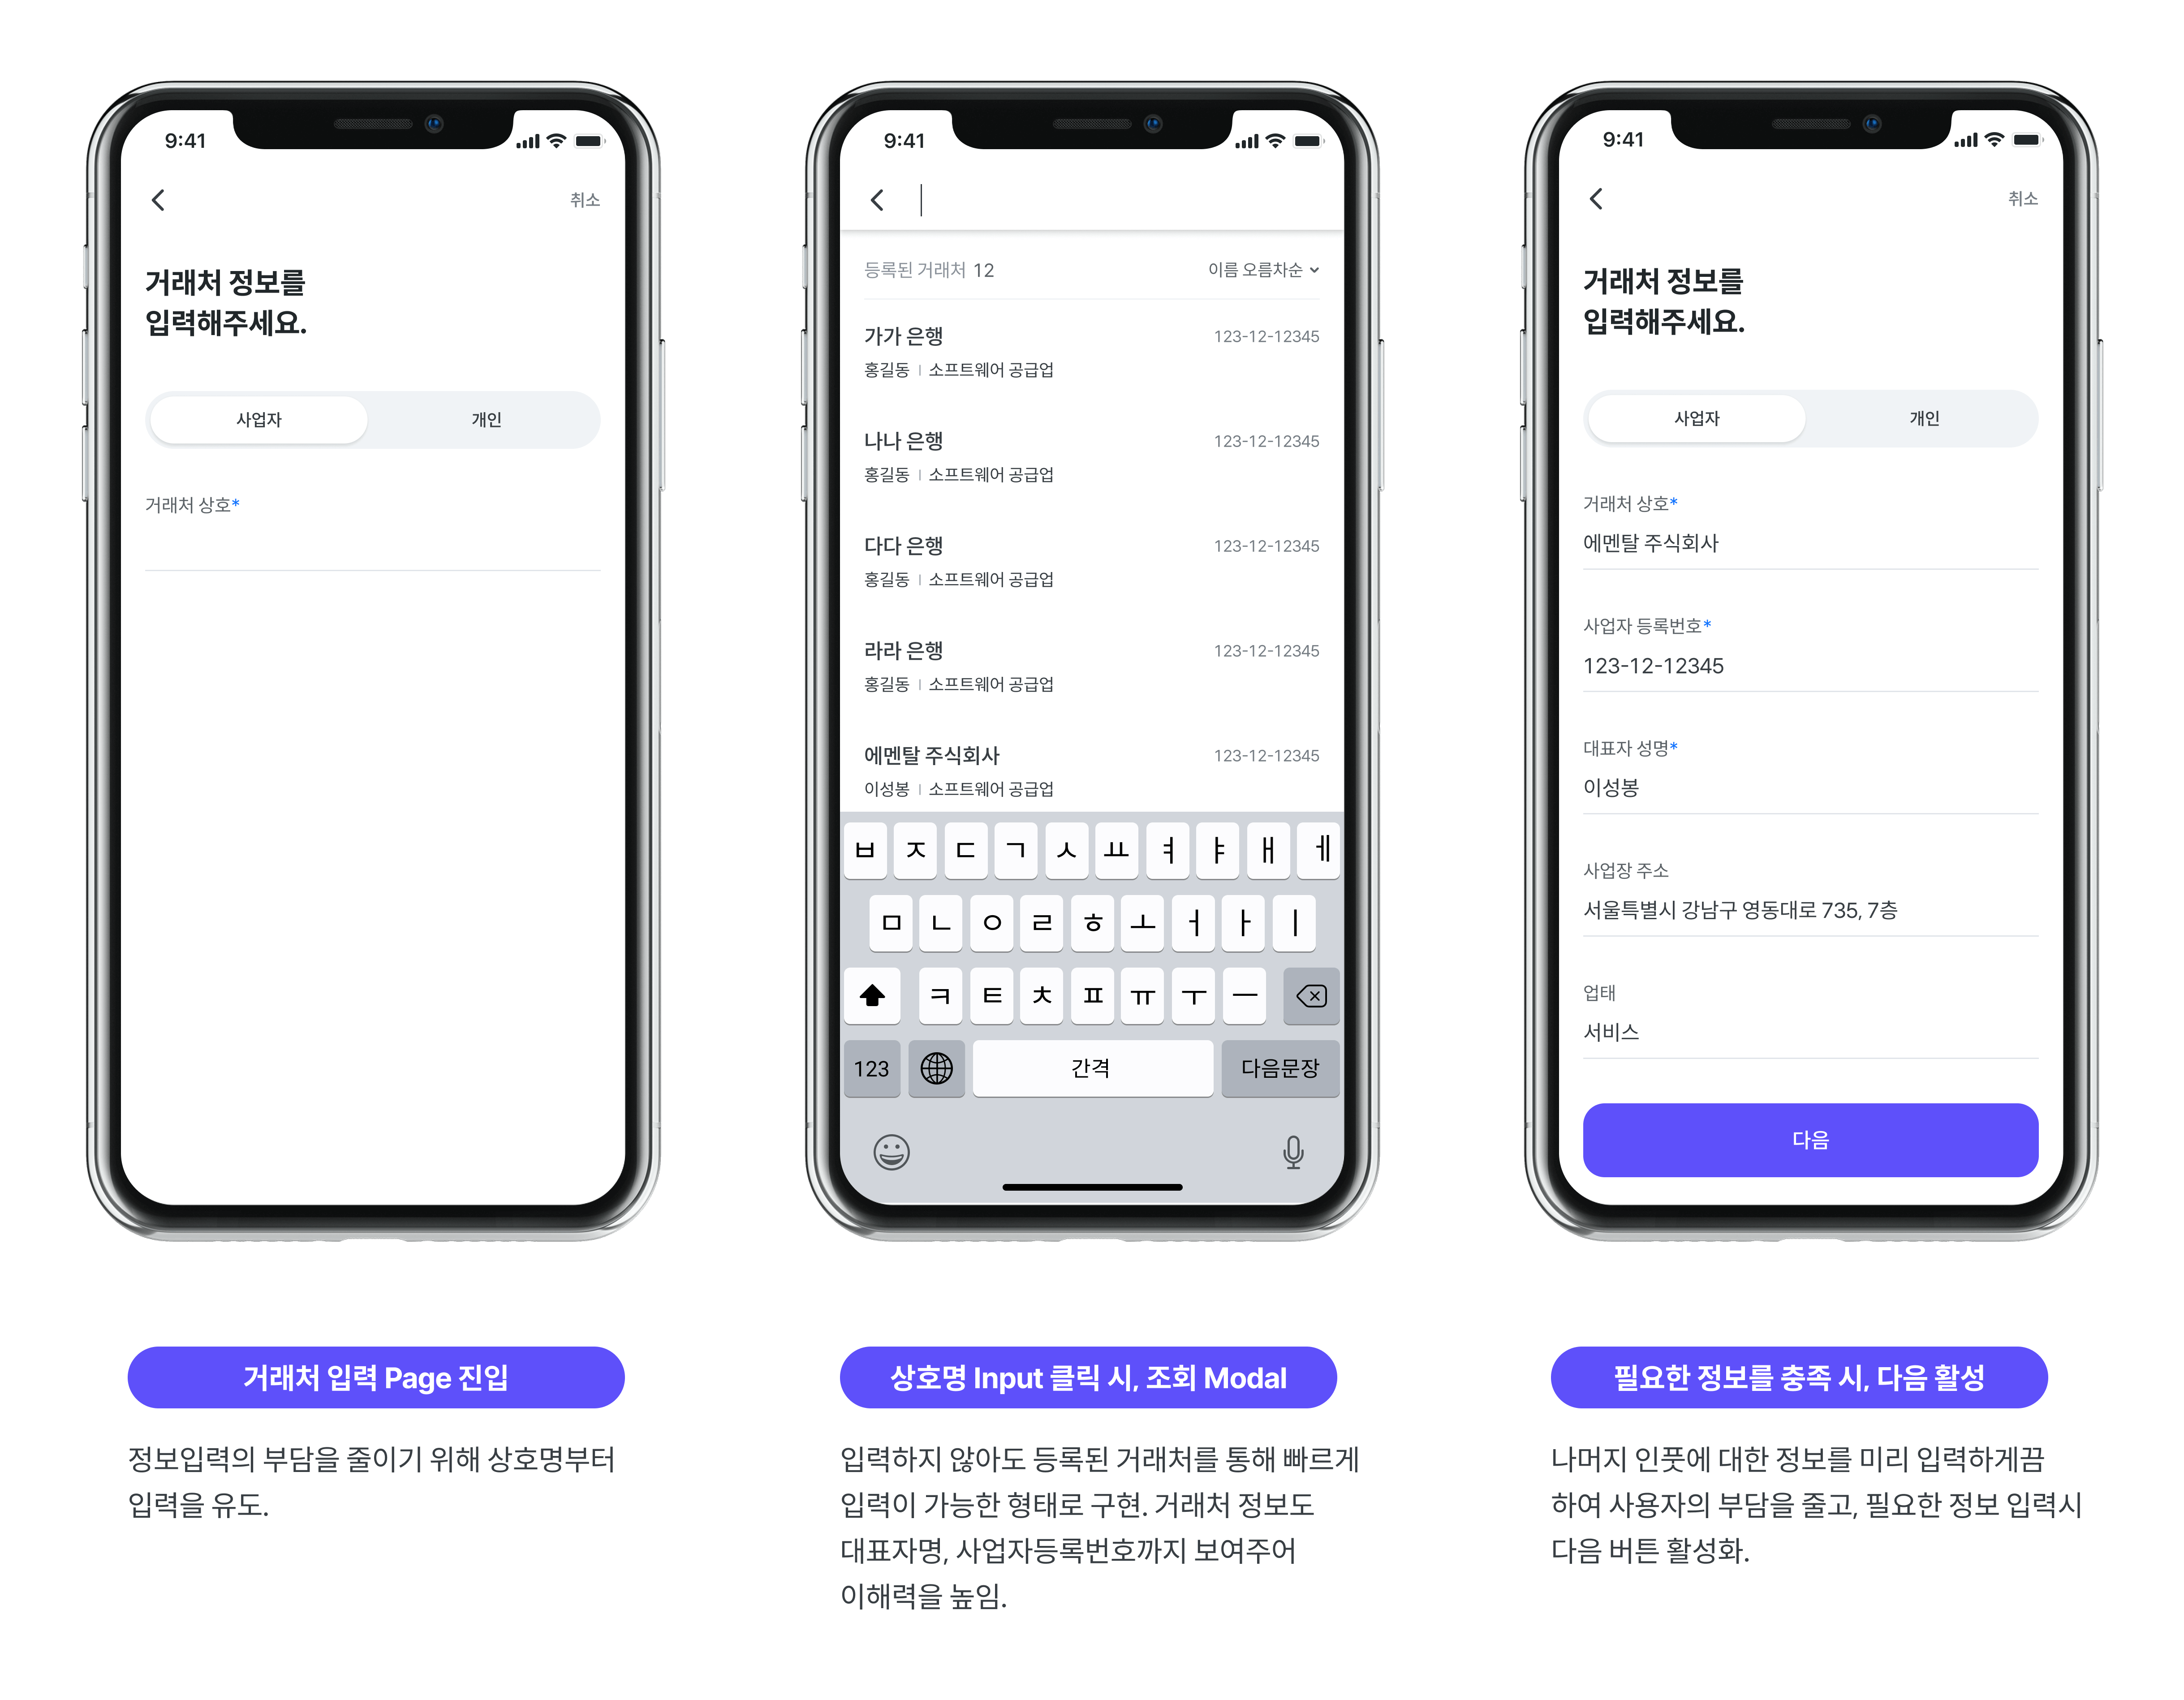 9:41
취소
거래처 정보를
입력해주세요.
사업자 개인
거래처 상호*
9:41
등록된 거래처 12 이름 오름차순
가가 은행 123-12-12345
홍길동 | 소프트웨어 공급업
나나 은행 123-12-12345
홍길동 | 소프트웨어 공급업
다다 은행 123-12-12345
홍길동 | 소프트웨어 공급업
라라 은행 123-12-12345
홍길동 | 소프트웨어 공급업
에멘탈 주식회사 123-12-12345
이성봉 | 소프트웨어 공급업
ㅂ ㅈ ㄷ ㄱ ㅅ ㅛ ㅕ ㅑ ㅐ ㅔ
ㅁ ㄴ ㅇ ㄹ ㅎ ㅗ ㅓ ㅏ ㅣ
ㅋ ㅌ ㅊ ㅍ ㅠ ㅜ ㅡ
123 간격 다음문장
9:41
취소
거래처 정보를
입력해주세요.
사업자 개인
거래처 상호*
에멘탈 주식회사
사업자 등록번호*
123-12-12345
대표자 성명*
이성봉
사업장 주소
서울특별시 강남구 영동대로 735, 7층
업태
서비스
다음
거래처 입력 Page 진입
정보입력의 부담을 줄이기 위해 상호명부터
입력을 유도.
상호명 Input 클릭 시, 조회 Modal
입력하지 않아도 등록된 거래처를 통해 빠르게
입력이 가능한 형태로 구현. 거래처 정보도
대표자명, 사업자등록번호까지 보여주어
이해력을 높임.
필요한 정보를 충족 시, 다음 활성
나머지 인풋에 대한 정보를 미리 입력하게끔
하여 사용자의 부담을 줄고, 필요한 정보 입력시
다음 버튼 활성화.